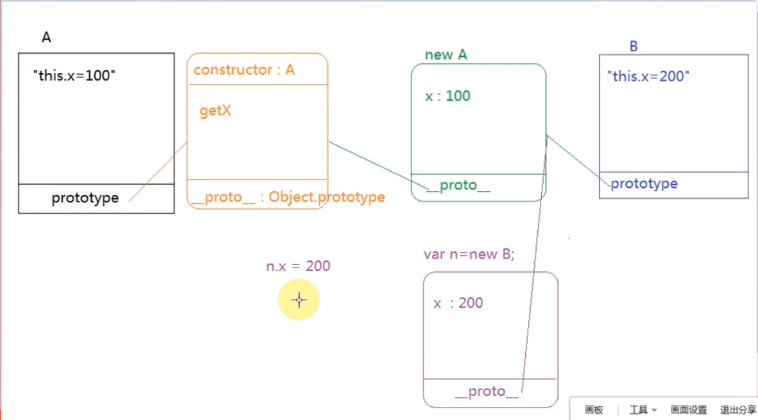 A
"this.x=100"
prototype
constructor : A
getX
__proto__ : Object.prototype
new A
x : 100
__proto__
B
"this.x=200"
prototype
n.x = 200
var n=new B;
x : 200
__proto__
画板
工具
画面设置
退出分享